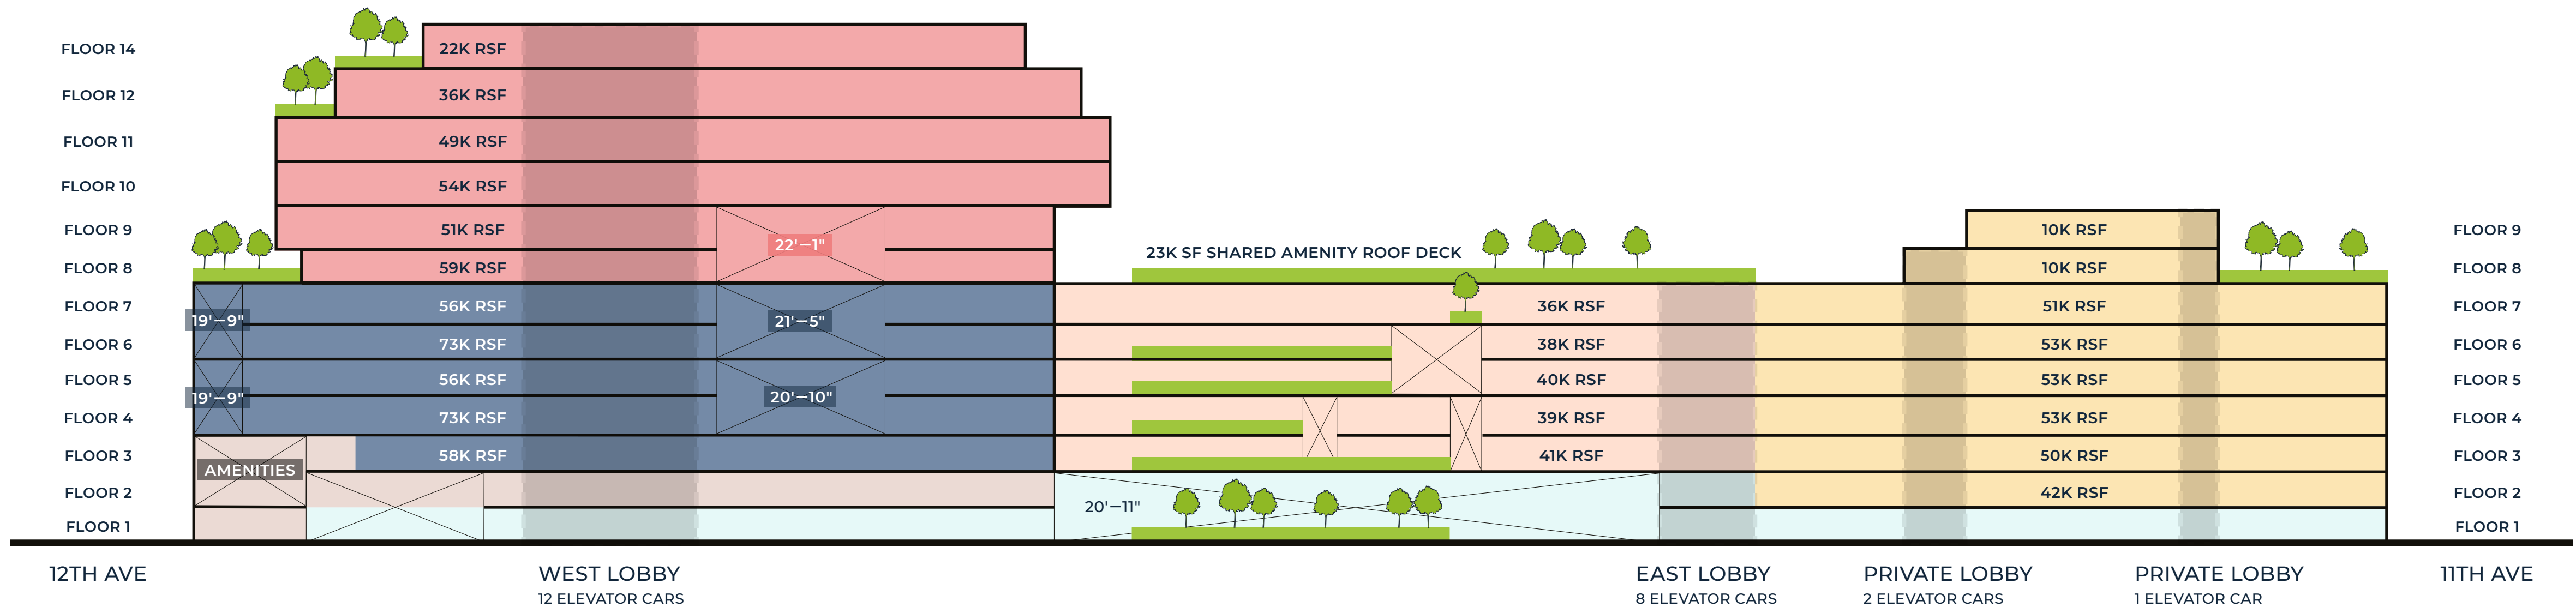 FLOOR 14
22K RSF
FLOOR 12
36K RSF
FLOOR 11
49K RSF
FLOOR 10
54K RSF
FLOOR 9
51K RSF
10K RSF
FLOOR 9
22'—1"
23K SF SHARED AMENITY ROOF DECK
FLOOR 8
59K RSF
10K RSF
FLOOR 8
FLOOR 7
56K RSF
36K RSF
51K RSF
FLOOR 7
19'—9"
21'—5"
FLOOR 6
73K RSF
38K RSF
53K RSF
FLOOR 6
FLOOR 5
56K RSF
40K RSF
53K RSF
FLOOR 5
19'—9"
20'—10"
FLOOR 4
73K RSF
39K RSF
53K RSF
FLOOR 4
FLOOR 3
58K RSF
41K RSF
50K RSF
FLOOR 3
AMENITIES
FLOOR 2
42K RSF
FLOOR 2
20'—11"
FLOOR 1
FLOOR 1
12TH AVE
WEST LOBBY
12 ELEVATOR CARS
EAST LOBBY
8 ELEVATOR CARS
PRIVATE LOBBY
2 ELEVATOR CARS
PRIVATE LOBBY
1 ELEVATOR CAR
11TH AVE